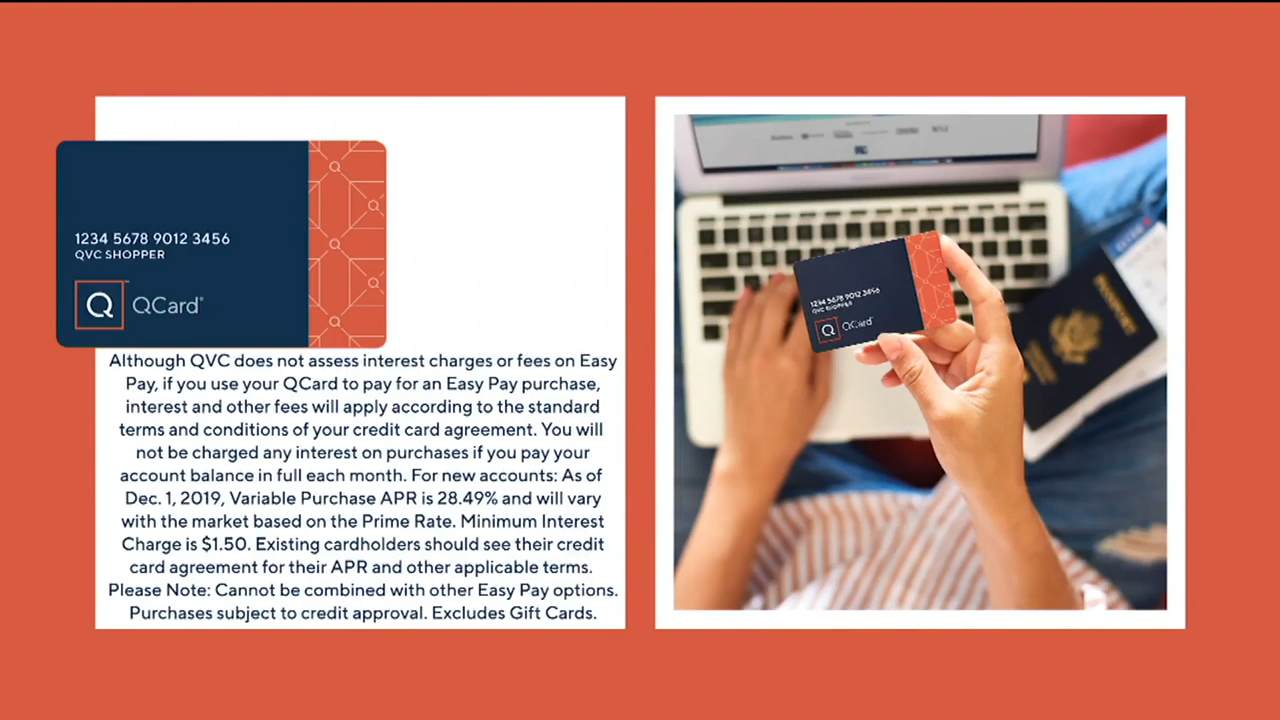 1234 5678 9012 3456
QVC SHOPPER
Q QCard®
Although QVC does not assess interest charges or fees on Easy
Pay, if you use your QCard to pay for an Easy Pay purchase,
interest and other fees will apply according to the standard
terms and conditions of your credit card agreement. You will
not be charged any interest on purchases if you pay your
account balance in full each month. For new accounts: As of
Dec. 1, 2019, Variable Purchase APR is 28.49% and will vary
with the market based on the Prime Rate. Minimum Interest
Charge is $1.50. Existing cardholders should see their credit
card agreement for their APR and other applicable terms.
Please Note: Cannot be combined with other Easy Pay options.
Purchases subject to credit approval. Excludes Gift Cards.
1234 5678 9012 3456
QVC SHOPPER
Q QCard
PASSPORT